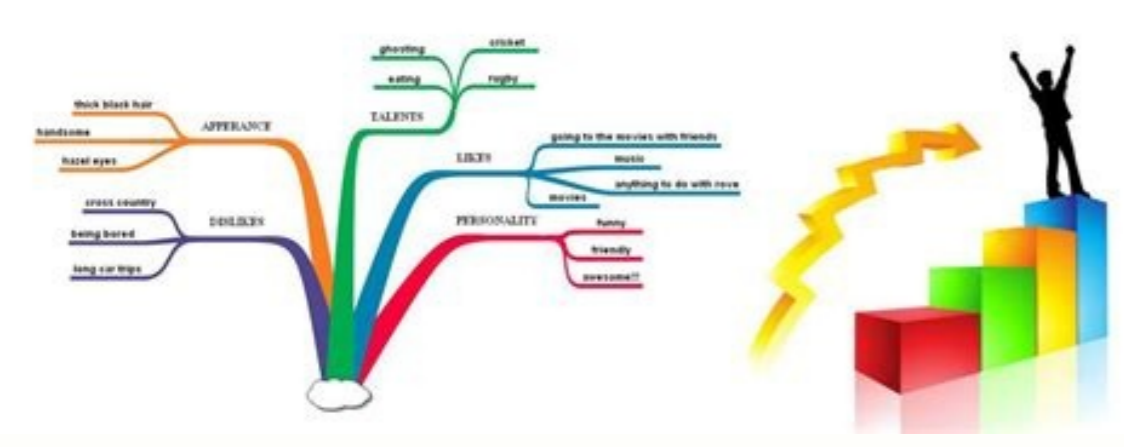 ghosting
cricket
eating
rugby
TALENTS
thick black hair
APPERANCE
handsome
hazel eyes
going to the movies with friends
LIKES
music
anything to do with rove
movies
cross country
DISLIKES
being bored
long car trips
PERSONALITY
funny
friendly
awesome!!